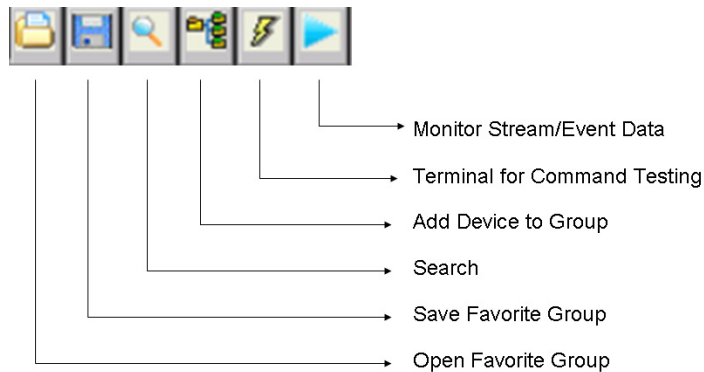 Monitor Stream/Event Data
Terminal for Command Testing
Add Device to Group
Search
Save Favorite Group
Open Favorite Group